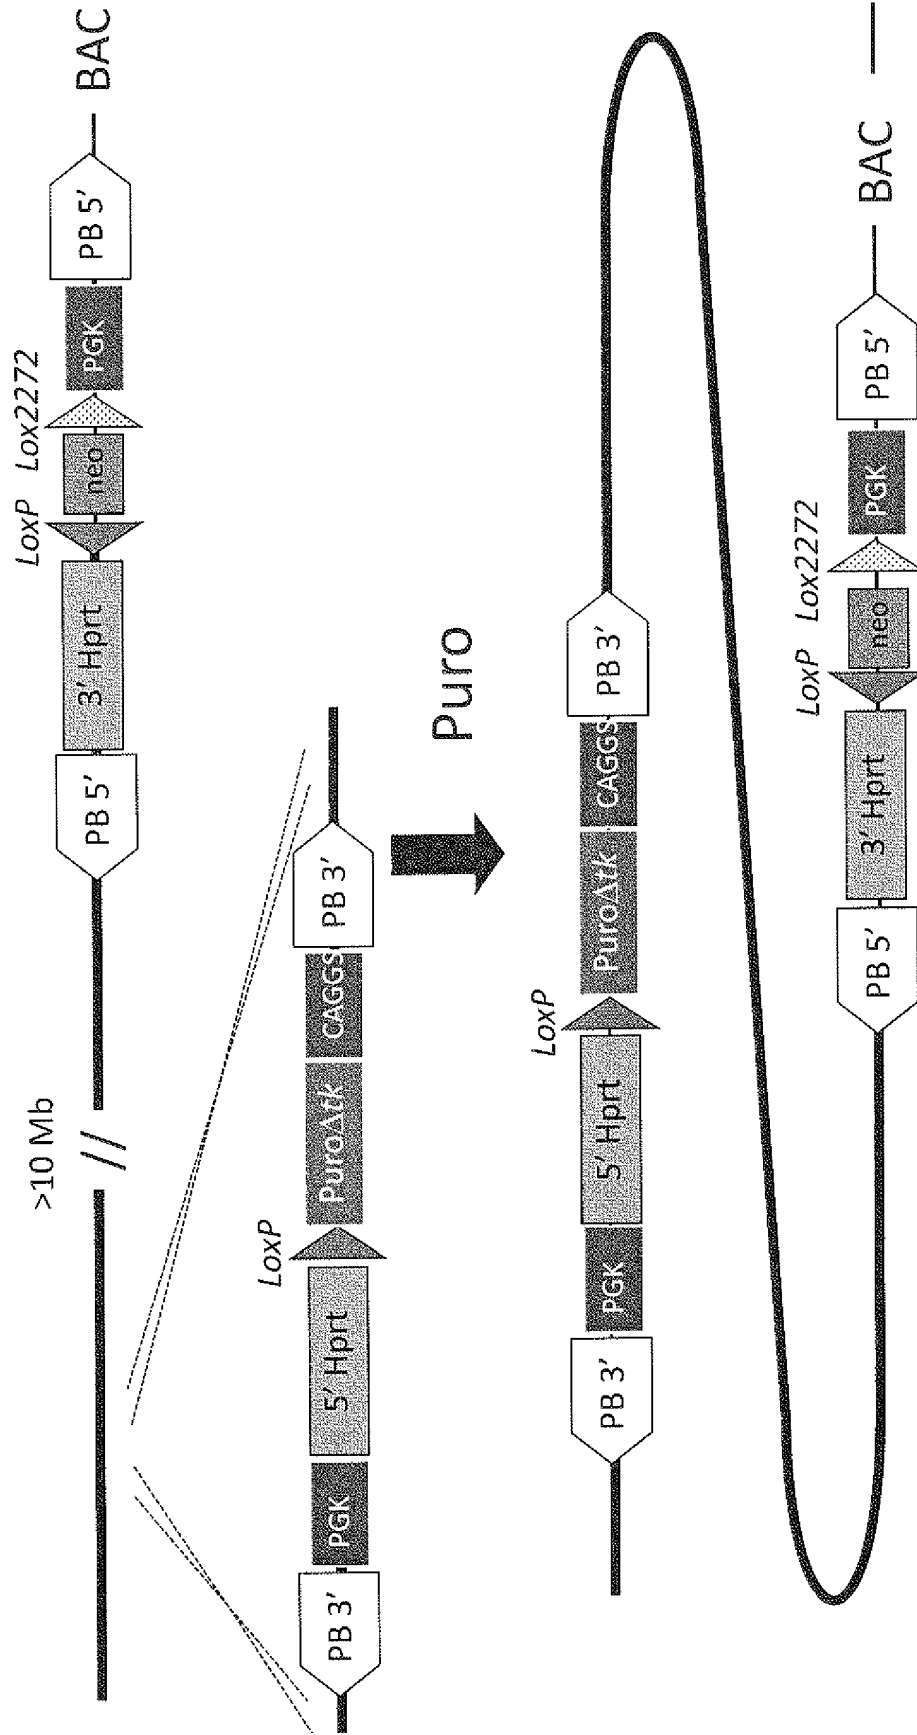 >10 Mb LoxP Lox2272
// PB 5’ 3’ Hprt neo PGK PB 5’ BAC
LoxP
PB 3’ PGK 5’ Hprt PuroΔtk CAGGS PB 3’
Puro
LoxP
PB 3’ PGK 5’ Hprt PuroΔtk CAGGS PB 3’
LoxP Lox2272
PB 5’ 3’ Hprt neo PGK PB 5’ BAC